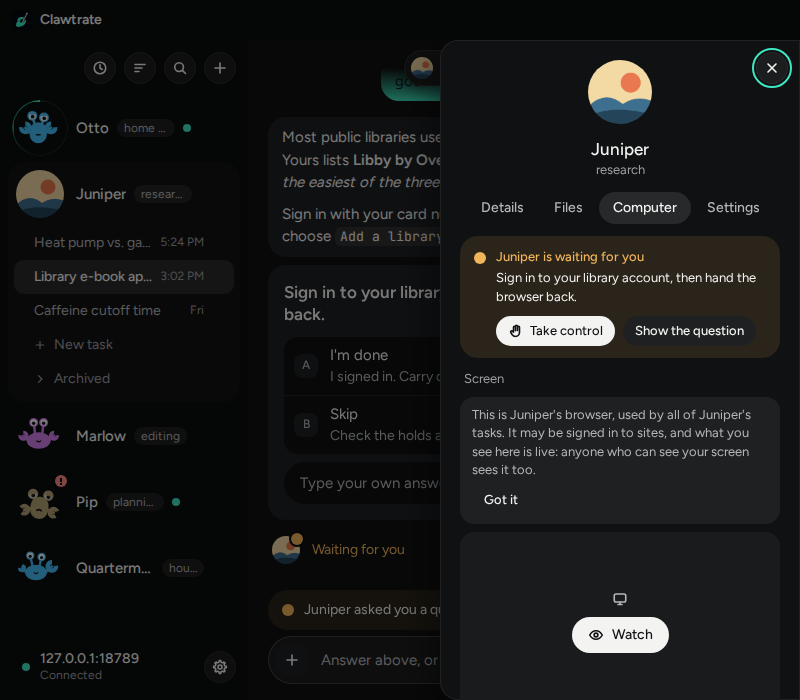 Clawtrate
Otto home ...
Juniper resear...
Heat pump vs. ga... 5:24 PM
Library e-book ap... 3:02 PM
Caffeine cutoff time Fri
New task
Archived
Marlow editing
Pip planni...
Quarterm... hou...
127.0.0.1:18789
Connected
Most public libraries use
Yours lists Libby by Ove
the easiest of the three
Sign in with your card n
choose Add a library
Sign in to your librar
back.
A I'm done
I signed in. Carry o
B Skip
Check the holds a
Type your own answ
Waiting for you
Juniper asked you a qu
Answer above, or
Juniper
research
Details Files Computer Settings
Juniper is waiting for you
Sign in to your library account, then hand the
browser back.
Take control Show the question
Screen
This is Juniper's browser, used by all of Juniper's
tasks. It may be signed in to sites, and what you
see here is live: anyone who can see your screen
sees it too.
Got it
Watch